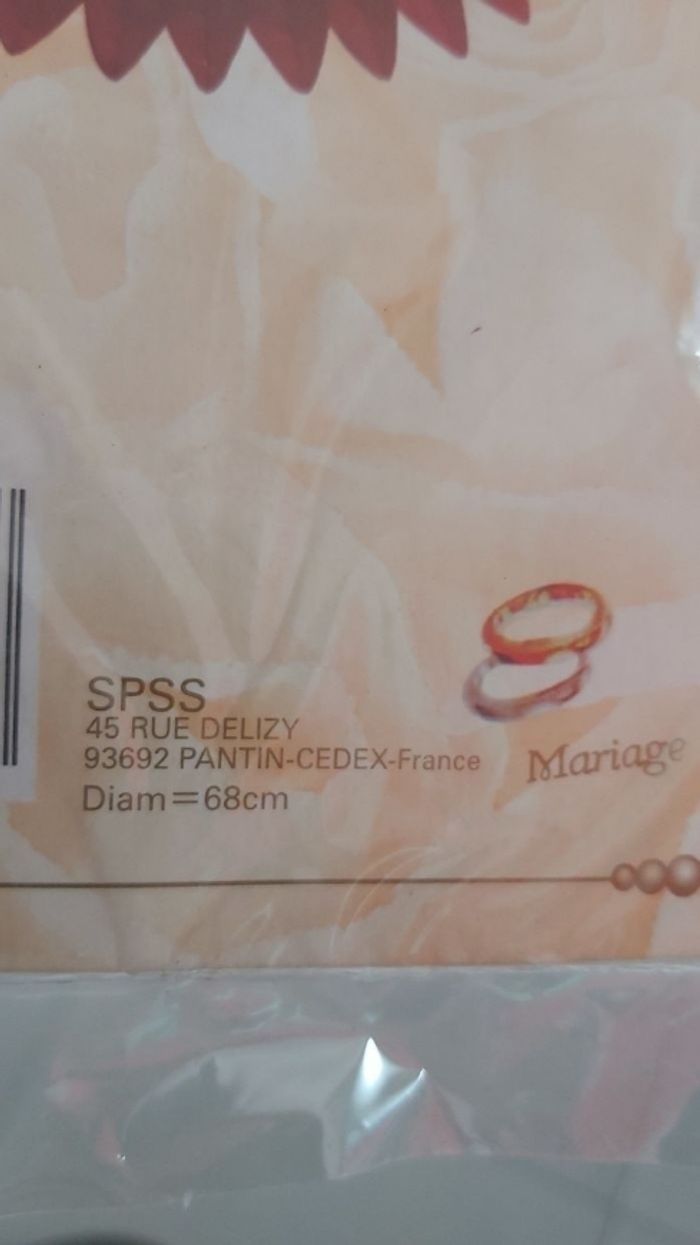 SPSS
45 RUE DELIZY
93692 PANTIN-CEDEX-France
Diam=68cm
Mariage